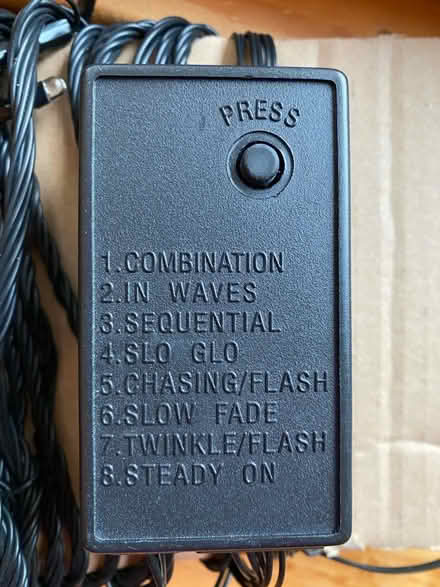 PRESS
1.COMBINATION
2.IN WAVES
3.SEQUENTIAL
4.SLO GLO
5.CHASING/FLASH
6.SLOW FADE
7.TWINKLE/FLASH
8.STEADY ON